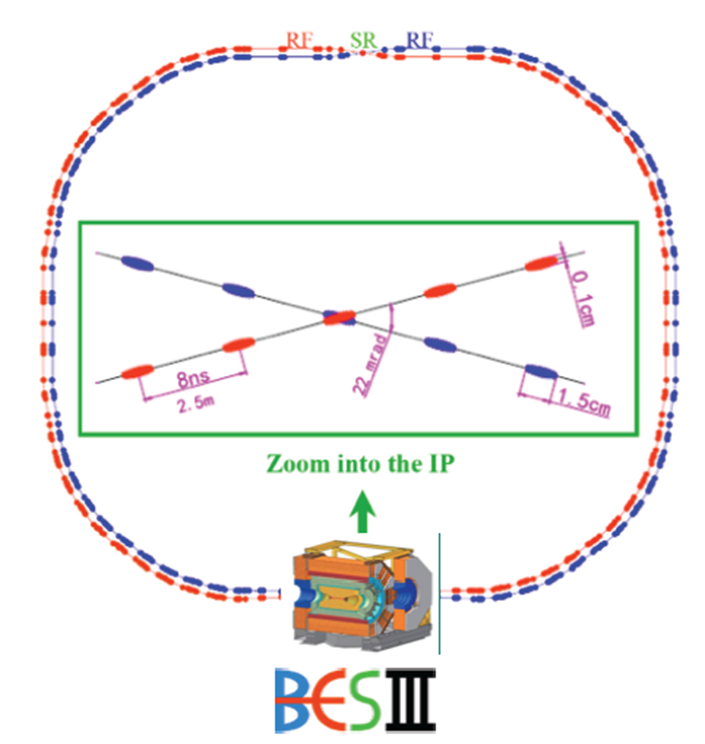 RF SR RF
0.1cm
22 mrad
8ns
2.5m
1.5cm
Zoom into the IP
BESIII